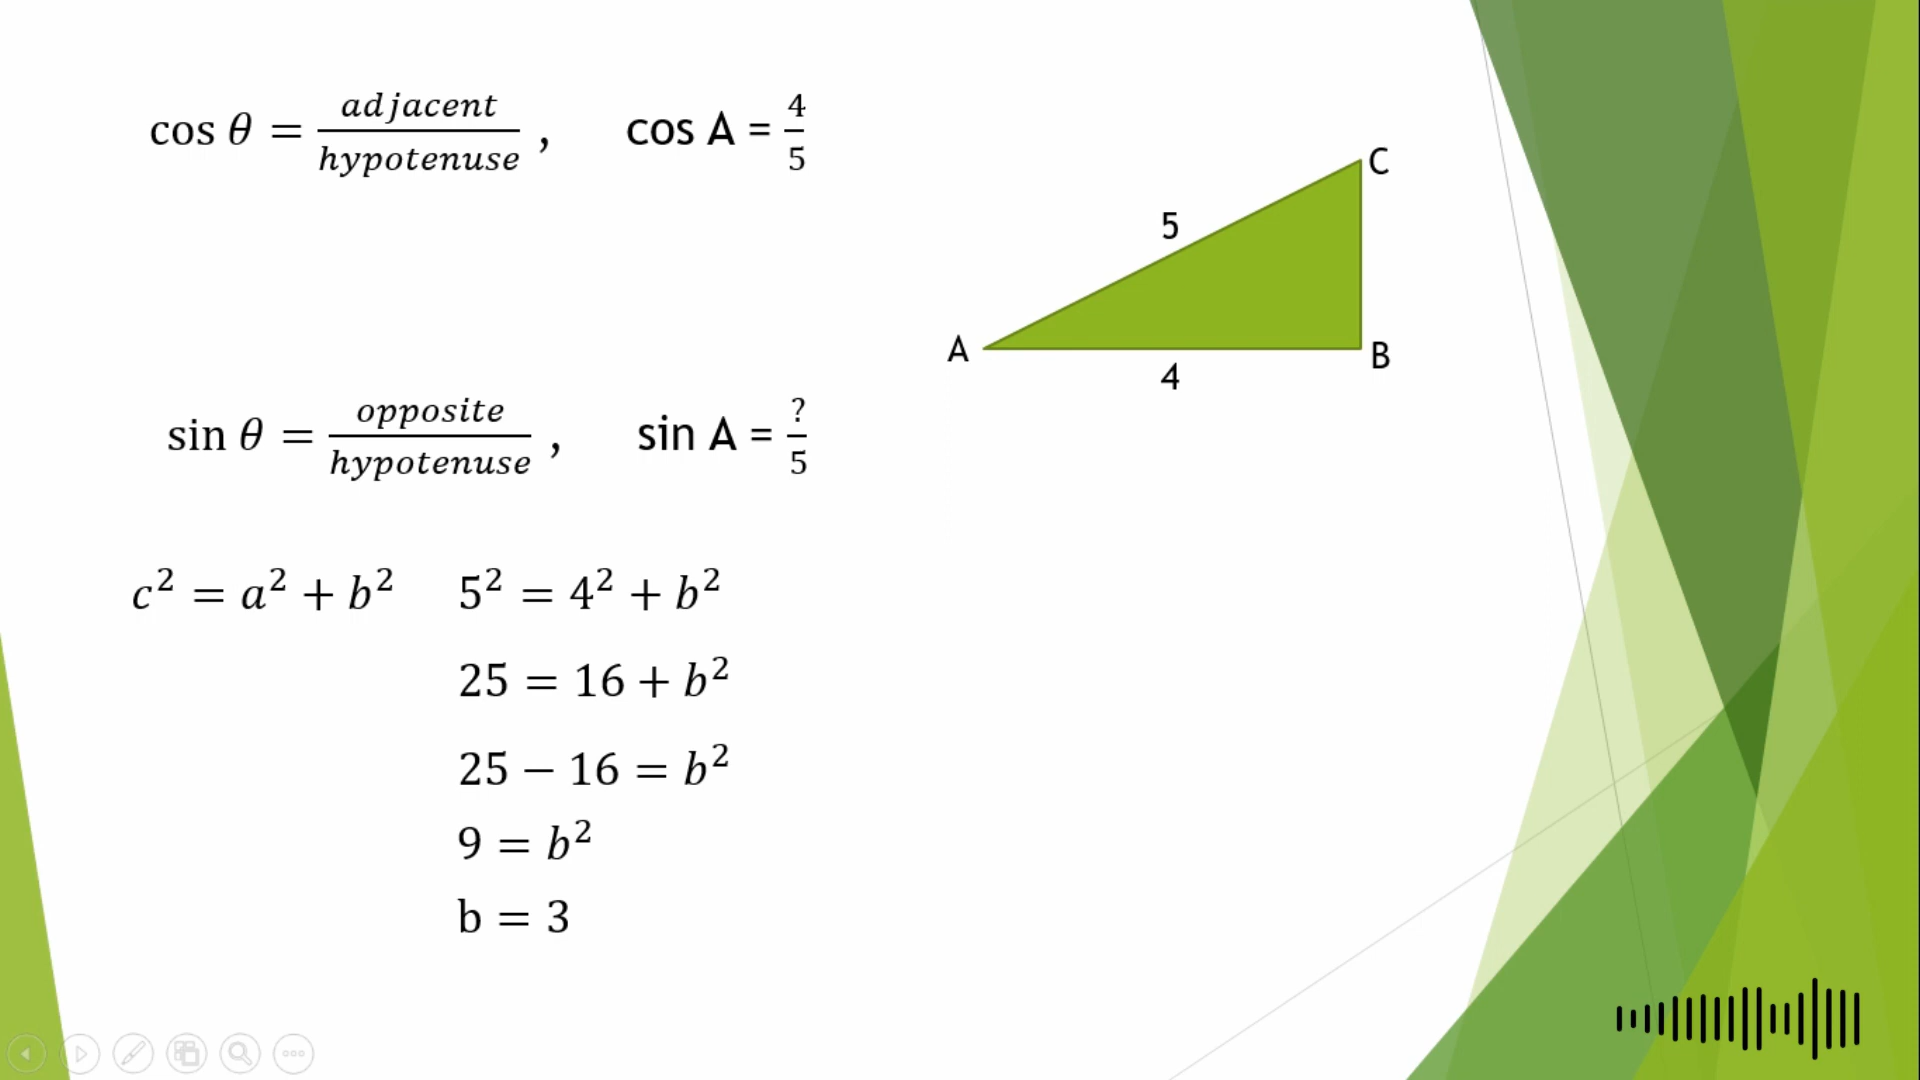 cos θ = adjacent/hypotenuse , cos A = 4/5
C
5
A
B
4
sin θ = opposite/hypotenuse , sin A = ?/5
c² = a² + b² 5² = 4² + b²
25 = 16 + b²
25 − 16 = b²
9 = b²
b = 3